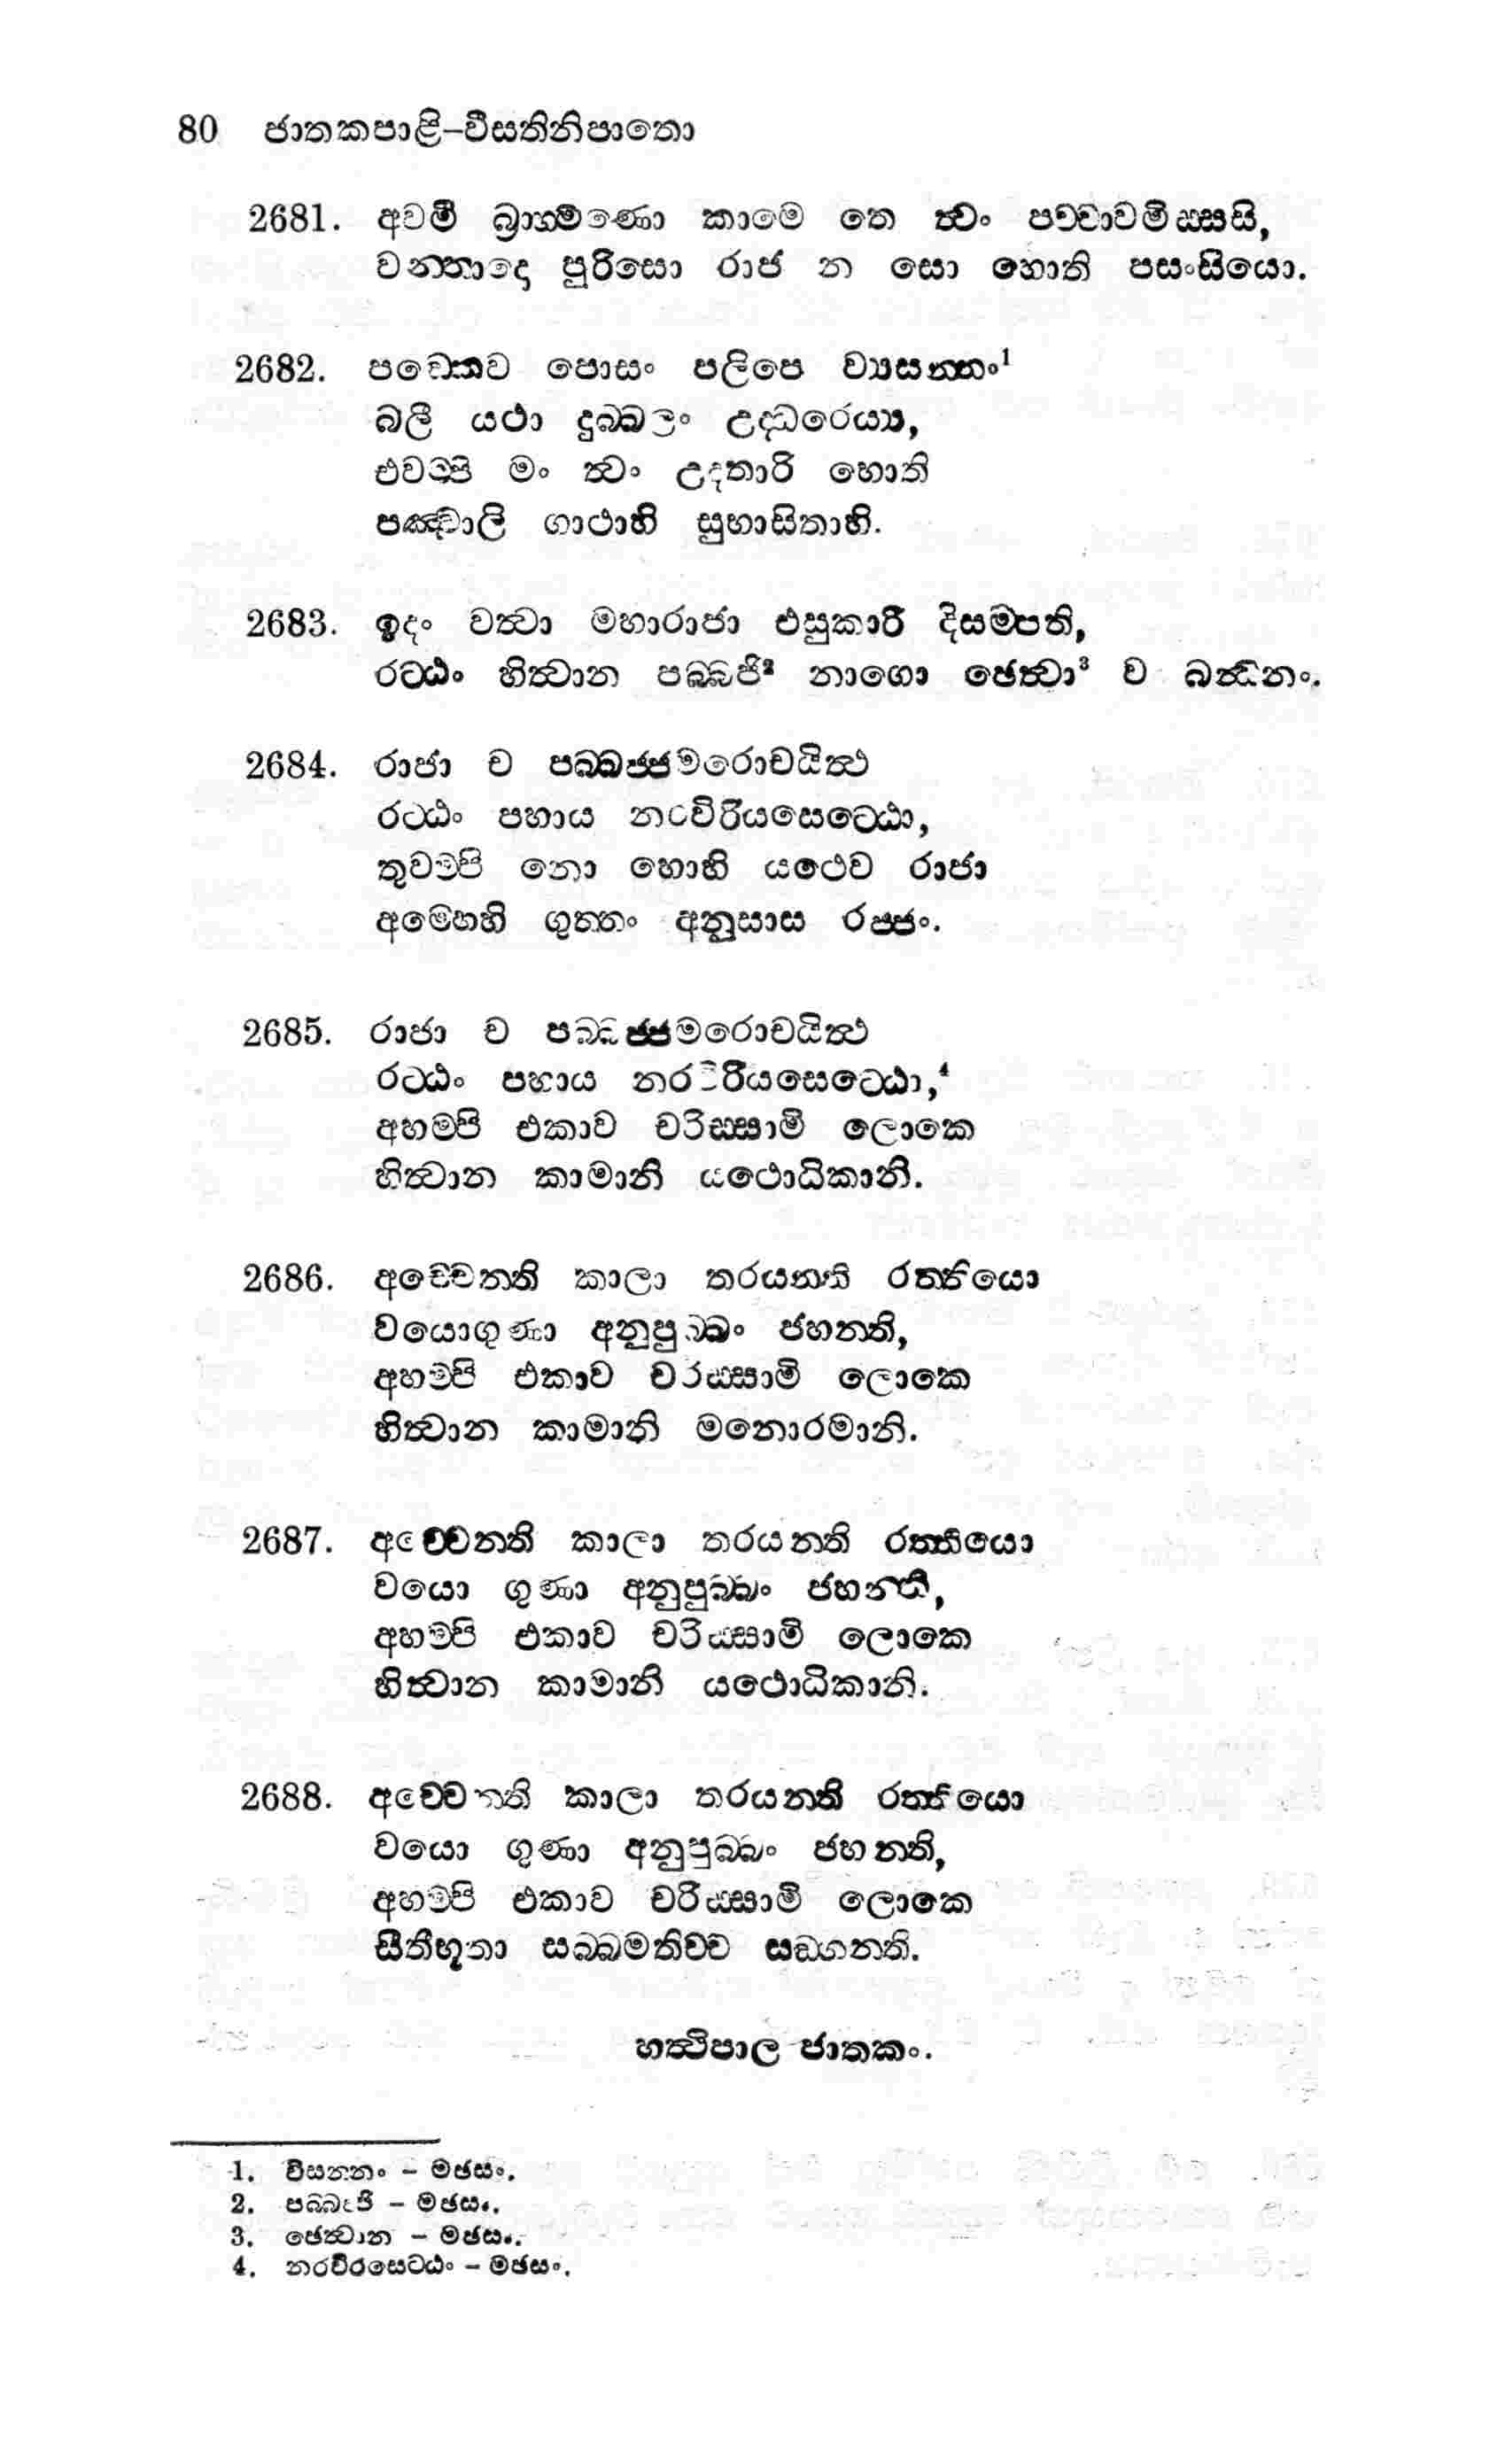 80 ජාතකපාළි–වීසතිනිපාතො
2681. අවමී බ්‍රාහ්මණො කාමෙ තෙ ත්වං පච්චාවමිස්සසි,
වන්තාදො පුරිසො රාජ න සො හොති පසංසියො.
2682. පඞ්කෙව පොසං පලිපෙ ව්‍යසන්නං¹
බලී යථා දුබ්බලං උද්ධරෙය්‍ය,
එවම්පි මං ත්වං උදතාරි හොති
පඤ්චාලි ගාථාහි සුභාසිතාහි.
2683. ඉදං වත්වා මහාරාජා එසුකාරී දිසම්පති,
රට්ඨං හිත්වාන පබ්බජි² නාගො ඡෙත්වා³ ව බන්ධනං.
2684. රාජා ච පබ්බජ්ජමරොචයිත්ථ
රට්ඨං පහාය නරවිරියසෙට්ඨො,
තුවම්පි නො හොහි යථෙව රාජා
අම්හෙහි ගුත්තා අනුසාස රජ්ජං.
2685. රාජා ච පබ්බජ්ජමරොචයිත්ථ
රට්ඨං පහාය නරවිරියසෙට්ඨො,⁴
අහම්පි එකාව චරිස්සාමි ලොකෙ
හිත්වාන කාමානි යථොධිකානි.
2686. අච්චෙන්ති කාලා තරයන්ති රත්තියො
වයොගුණා අනුපුබ්බං ජහන්ති,
අහම්පි එකාව චරිස්සාමි ලොකෙ
හිත්වාන කාමානි මනොරමානි.
2687. අච්චෙන්ති කාලා තරයන්ති රත්තියො
වයො ගුණා අනුපුබ්බං ජහන්ති,
අහම්පි එකාව චරිස්සාමි ලොකෙ
හිත්වාන කාමානි යථොධිකානි.
2688. අච්චෙන්ති කාලා තරයන්ති රත්තියො
වයො ගුණා අනුපුබ්බං ජහන්ති,
අහම්පි එකාව චරිස්සාමි ලොකෙ
සීතීභූතා සබ්බමතිච්ච සඞ්ගන්ති.
හත්ථිපාල ජාතකං.
1. විසන්නං – මඡසං.
2. පබ්බජි – මඡසං.
3. ඡෙත්වාන – මඡසං.
4. නරවීරසෙට්ඨං – මඡසං.